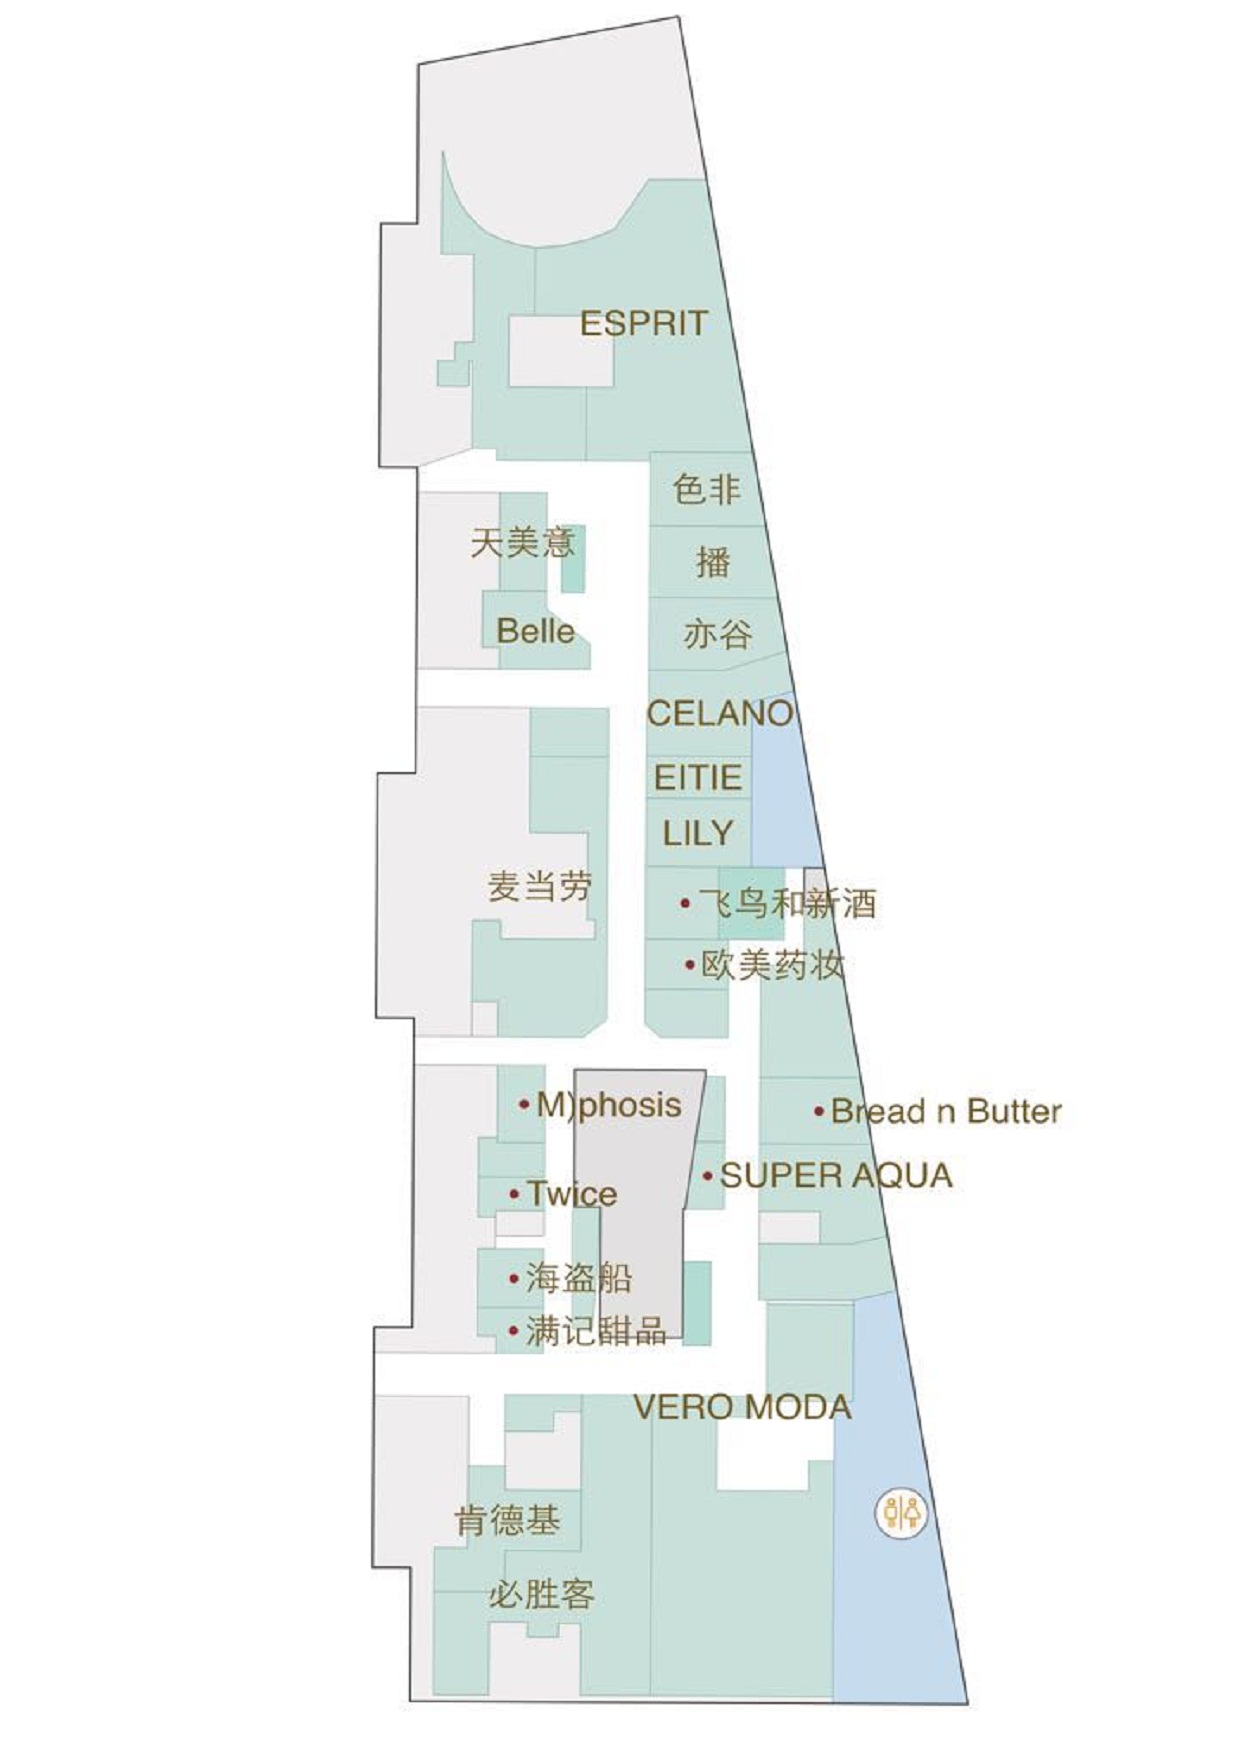 ESPRIT
色非
天美意
播
Belle
亦谷
CELANO
EITIE
LILY
麦当劳
飞鸟和新酒
欧美药妆
M)phosis
Bread n Butter
SUPER AQUA
Twice
海盗船
满记甜品
VERO MODA
肯德基
必胜客